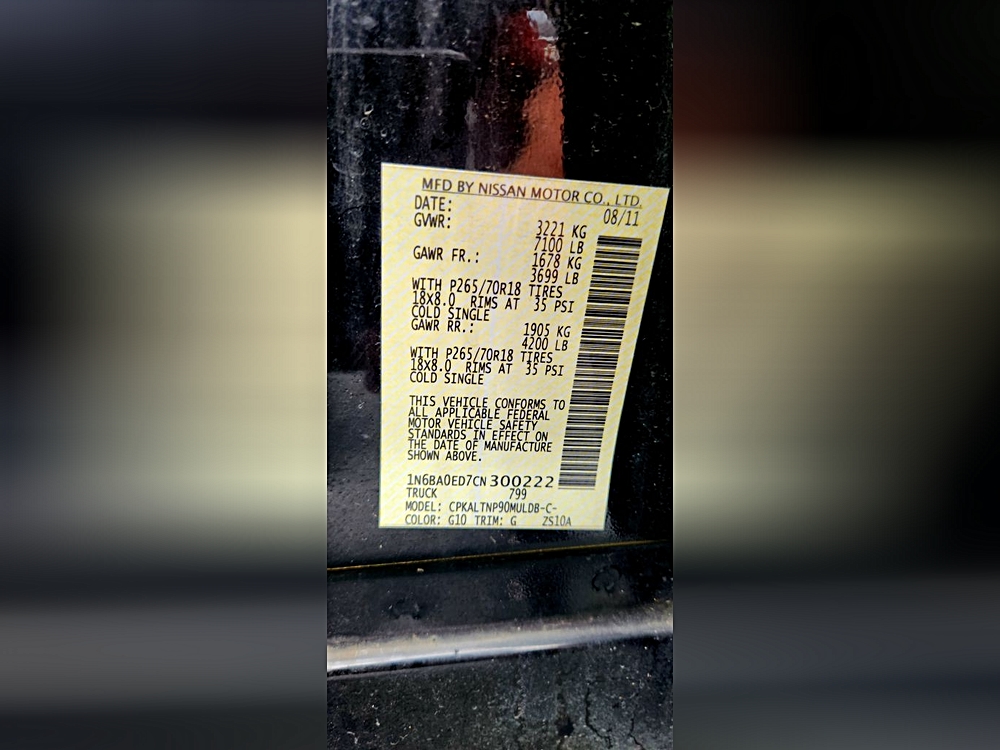 MFD BY NISSAN MOTOR CO., LTD.
DATE: 08/11
GVWR: 3221 KG
7100 LB
GAWR FR.: 1678 KG
3699 LB
WITH P265/70R18 TIRES
18X8.0 RIMS AT 35 PSI
COLD SINGLE
GAWR RR.: 1905 KG
4200 LB
WITH P265/70R18 TIRES
18X8.0 RIMS AT 35 PSI
COLD SINGLE
THIS VEHICLE CONFORMS TO
ALL APPLICABLE FEDERAL
MOTOR VEHICLE SAFETY
STANDARDS IN EFFECT ON
THE DATE OF MANUFACTURE
SHOWN ABOVE.
1N6BA0ED7CN300222
TRUCK 799
MODEL: CPKALTNP90MULDB-C-
COLOR: G10 TRIM: G ZS10A